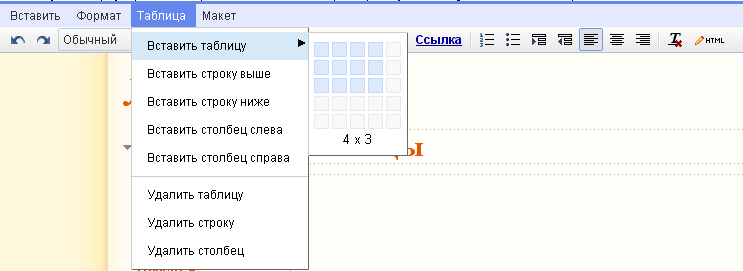 Вставить Формат Таблица Макет
Обычный Ссылка HTML
Вставить таблицу
Вставить строку выше
Вставить строку ниже
Вставить столбец слева
Вставить столбец справа
Удалить таблицу
Удалить строку
Удалить столбец
4 x 3